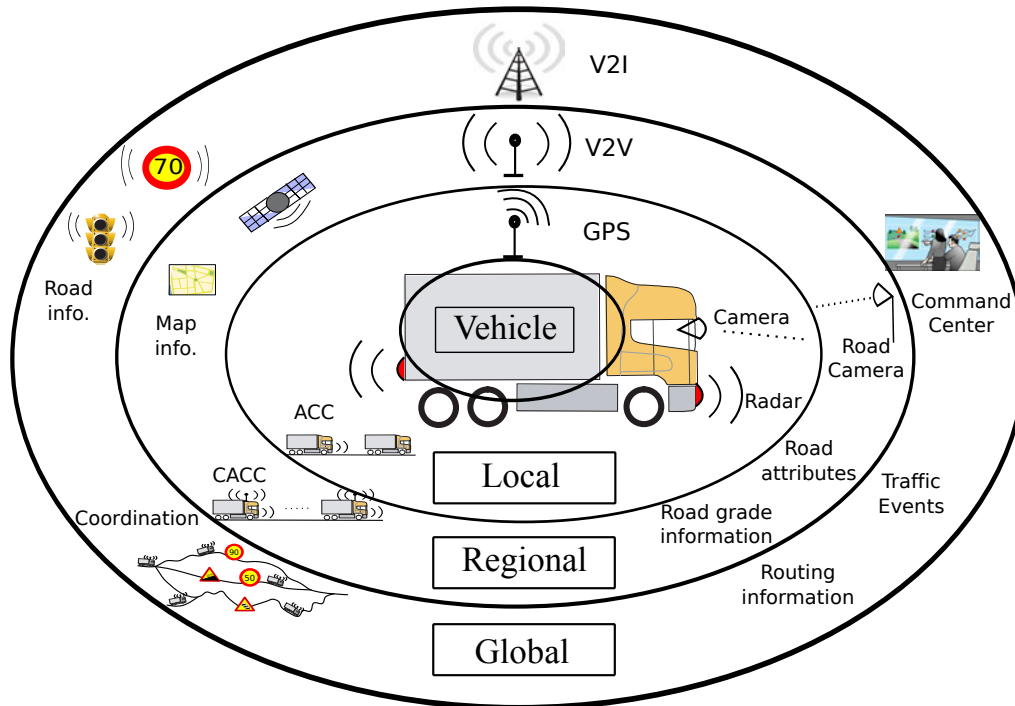 V2I
V2V
70
GPS
Road
info.
Map
info.
Vehicle
Camera
Command
Center
Road
Camera
Radar
ACC
Local
Road
attributes
CACC
Traffic
Events
Coordination
Road grade
information
90
50
Regional
Routing
information
Global